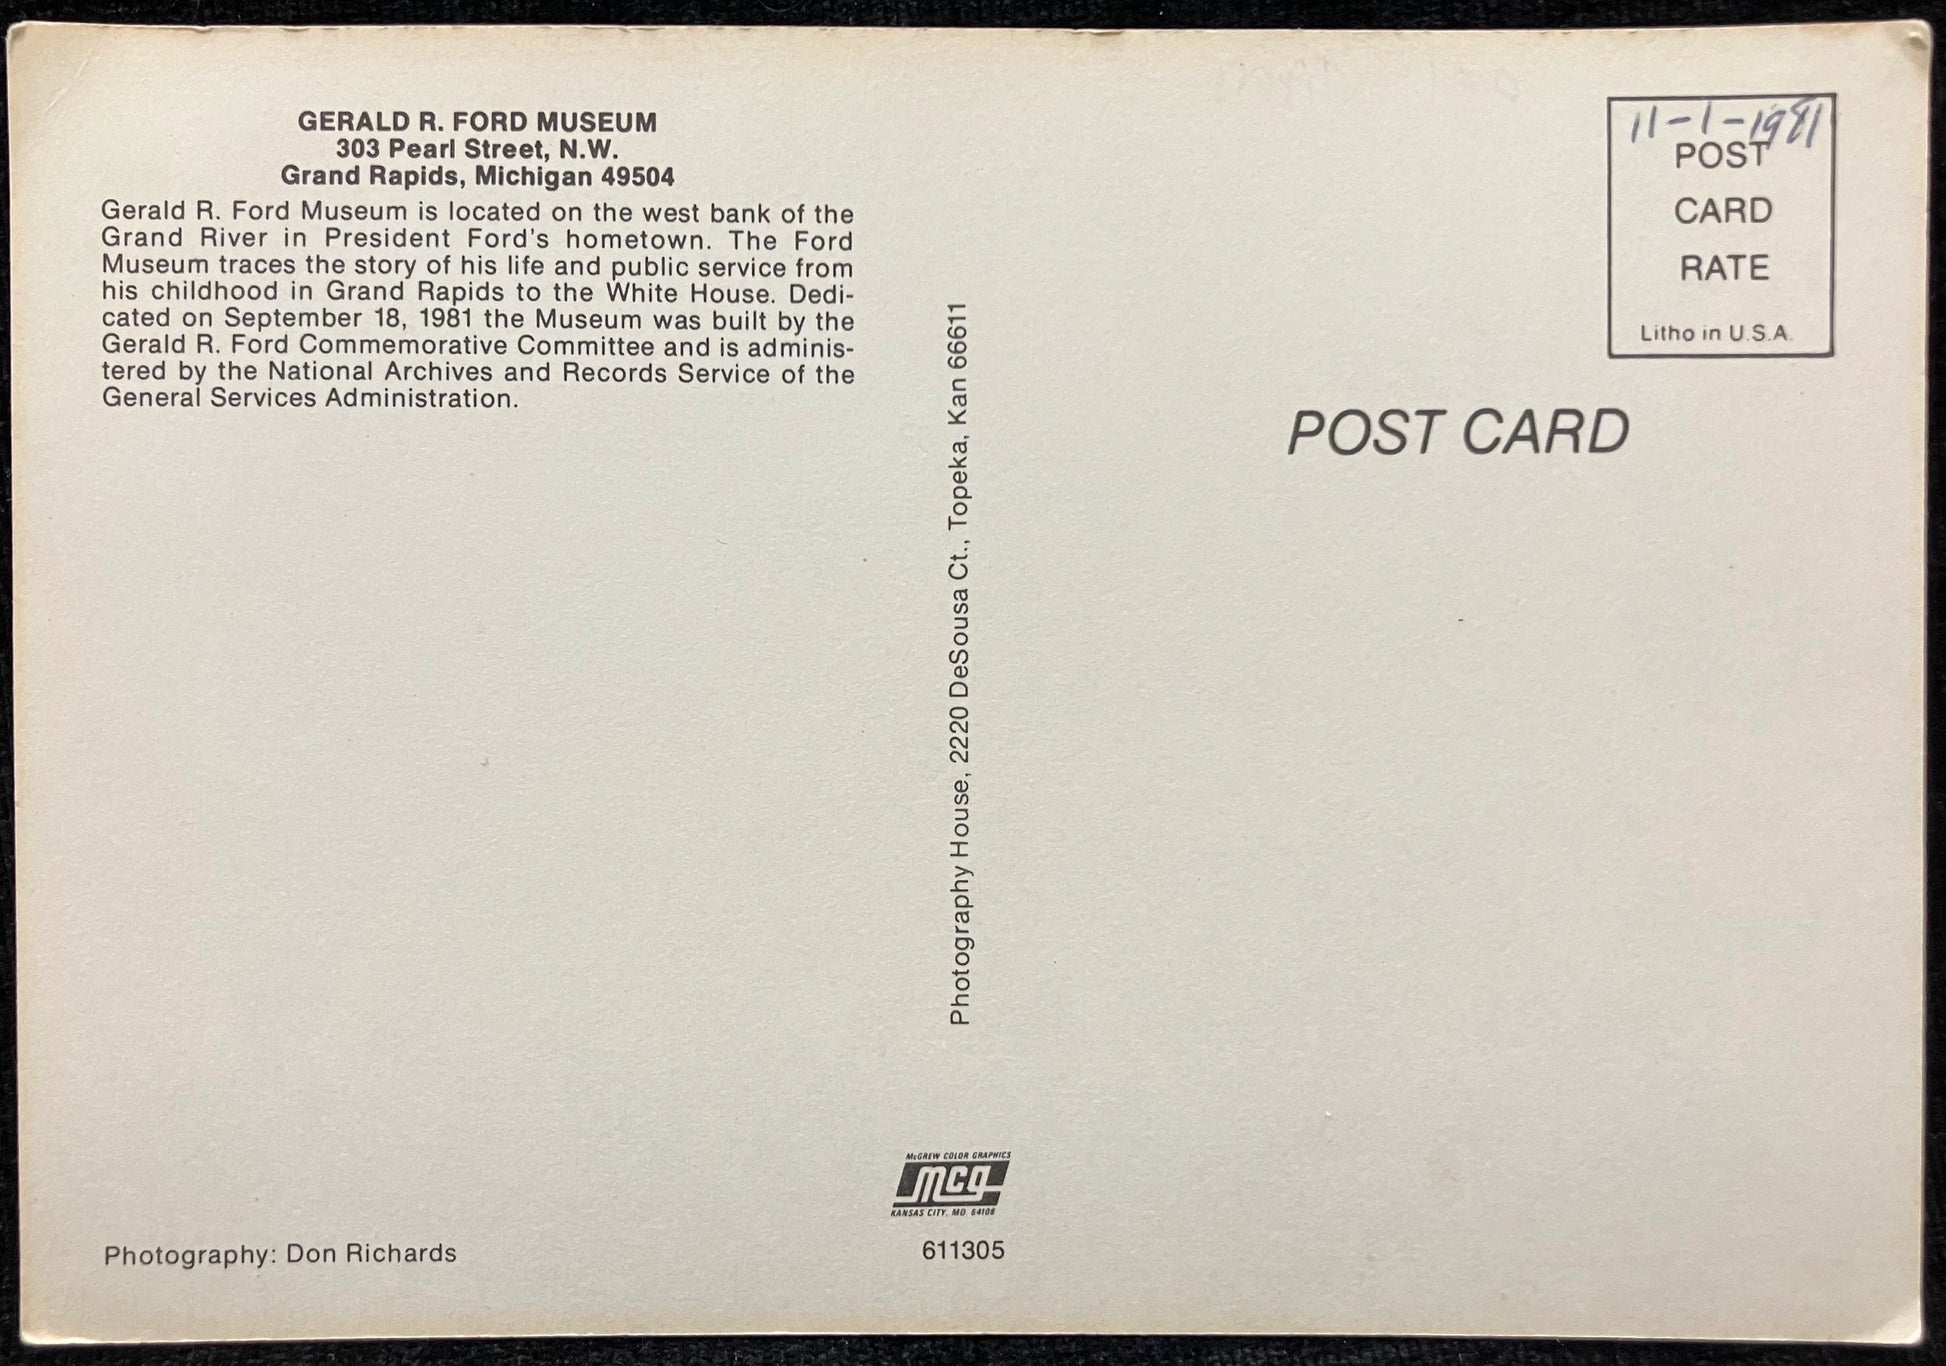 GERALD R. FORD MUSEUM
303 Pearl Street, N.W.
Grand Rapids, Michigan 49504
Gerald R. Ford Museum is located on the west bank of the
Grand River in President Ford's hometown. The Ford
Museum traces the story of his life and public service from
his childhood in Grand Rapids to the White House. Dedi-
cated on September 18, 1981 the Museum was built by the
Gerald R. Ford Commemorative Committee and is adminis-
tered by the National Archives and Records Service of the
General Services Administration.
Photography: Don Richards
Photography House, 2220 DeSousa Ct., Topeka, Kan 66611
McGREW COLOR GRAPHICS
mcg
KANSAS CITY, MO 64108
611305
11-1-1981
POST
CARD
RATE
Litho in U.S.A.
POST CARD